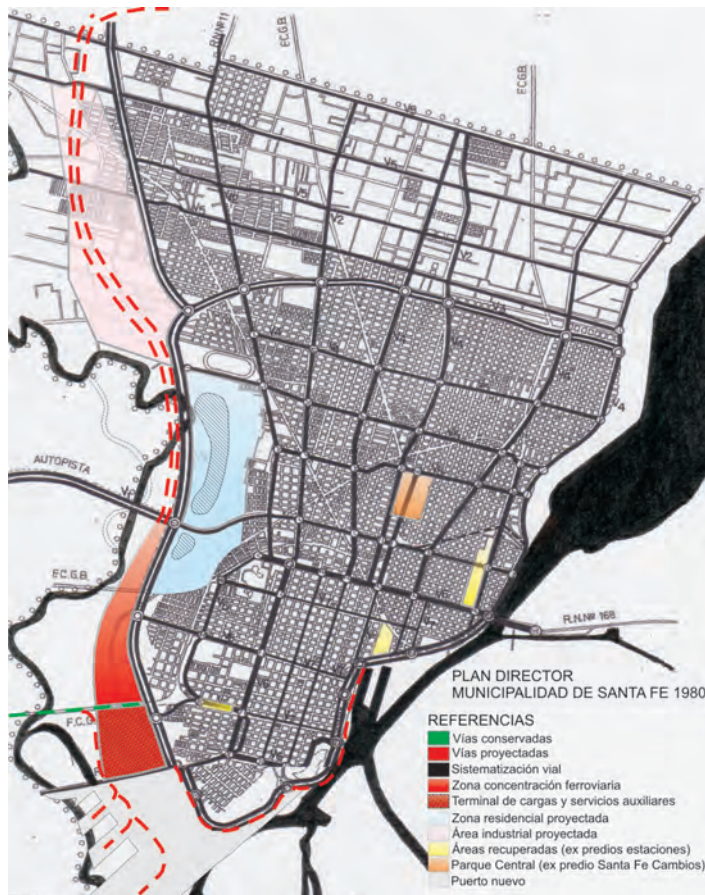 R.N.Nº11
F.C.G.B.
F.C.G.B.
V6
V5
V5
V5
V2
V2
V4
AUTOPISTA
F.C.G.B.
R.N.Nº 168
F.C.G.
PLAN DIRECTOR
MUNICIPALIDAD DE SANTA FE 1980
REFERENCIAS
Vías conservadas
Vías proyectadas
Sistematización vial
Zona concentración ferroviaria
Terminal de cargas y servicios auxiliares
Zona residencial proyectada
Área industrial proyectada
Áreas recuperadas (ex predios estaciones)
Parque Central (ex predio Santa Fe Cambios)
Puerto nuevo